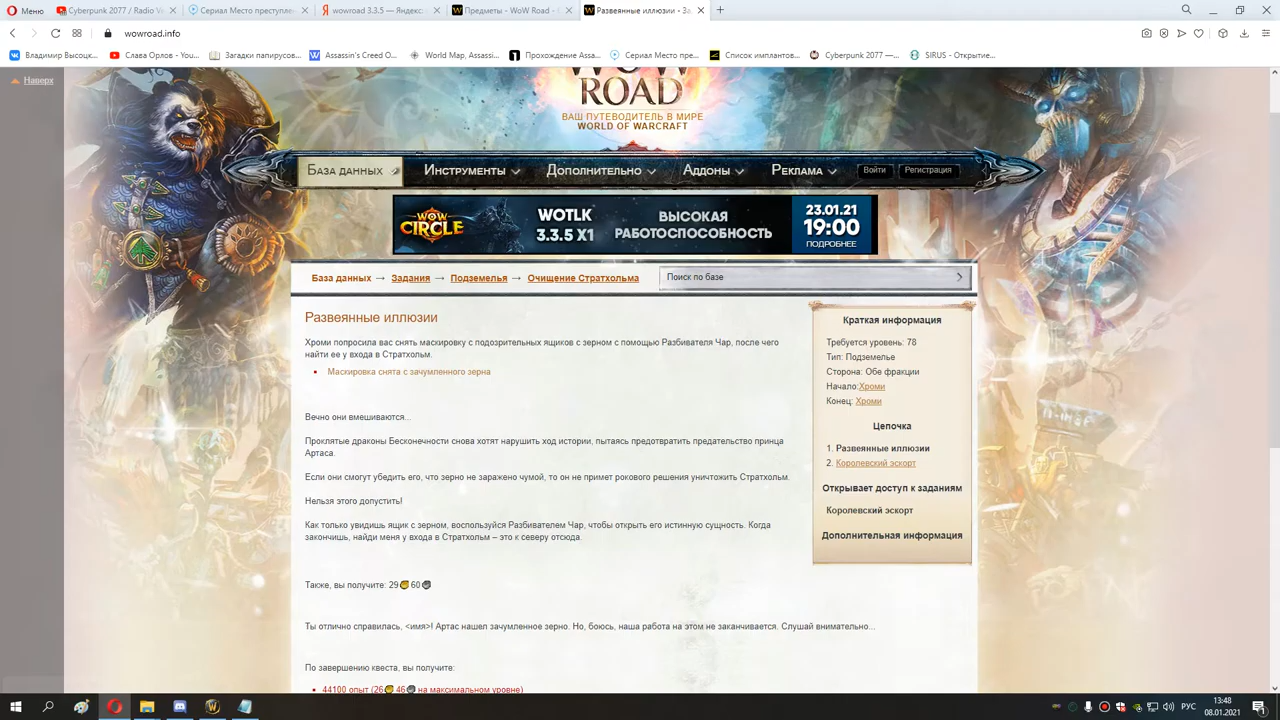 Меню
Cyberpunk 2077 / Radio Vi
Сериал Место преступлен
wowroad 3.3.5 — Яндекс:
Предметы - WoW Road -
Развеянные иллюзии - За
wowroad.info
Владимир Высоцк...
Слава Орлов - You...
Загадки папирусов...
Assassin's Creed O...
World Map, Assassi...
Прохождение Assa...
Сериал Место пре...
Список имплантов...
Cyberpunk 2077 —...
SIRUS - Открытие...
Наверх
WOW
ROAD
ВАШ ПУТЕВОДИТЕЛЬ В МИРЕ
WORLD OF WARCRAFT
База данных
Инструменты
Дополнительно
Аддоны
Реклама
Войти
Регистрация
WOW CIRCLE
WOTLK
3.3.5 X1
ВЫСОКАЯ
РАБОТОСПОСОБНОСТЬ
23.01.21
19:00
ПОДРОБНЕЕ
База данных → Задания → Подземелья → Очищение Стратхольма
Поиск по базе
Развеянные иллюзии
Хроми попросила вас снять маскировку с подозрительных ящиков с зерном с помощью Разбивателя Чар, после чего
найти ее у входа в Стратхольм.
Маскировка снята с зачумленного зерна
Вечно они вмешиваются...
Проклятые драконы Бесконечности снова хотят нарушить ход истории, пытаясь предотвратить предательство принца
Артаса.
Если они смогут убедить его, что зерно не заражено чумой, то он не примет рокового решения уничтожить Стратхольм.
Нельзя этого допустить!
Как только увидишь ящик с зерном, воспользуйся Разбивателем Чар, чтобы открыть его истинную сущность. Когда
закончишь, найди меня у входа в Стратхольм – это к северу отсюда.
Также, вы получите: 29 60
Ты отлично справилась, <имя>! Артас нашел зачумленное зерно. Но, боюсь, наша работа на этом не заканчивается. Слушай внимательно...
По завершению квеста, вы получите:
44100 опыт (26 46 на максимальном уровне)
Краткая информация
Требуется уровень: 78
Тип: Подземелье
Сторона: Обе фракции
Начало:Хроми
Конец: Хроми
Цепочка
1. Развеянные иллюзии
2. Королевский эскорт
Открывает доступ к заданиям
Королевский эскорт
Дополнительная информация
РУС
13:48
08.01.2021